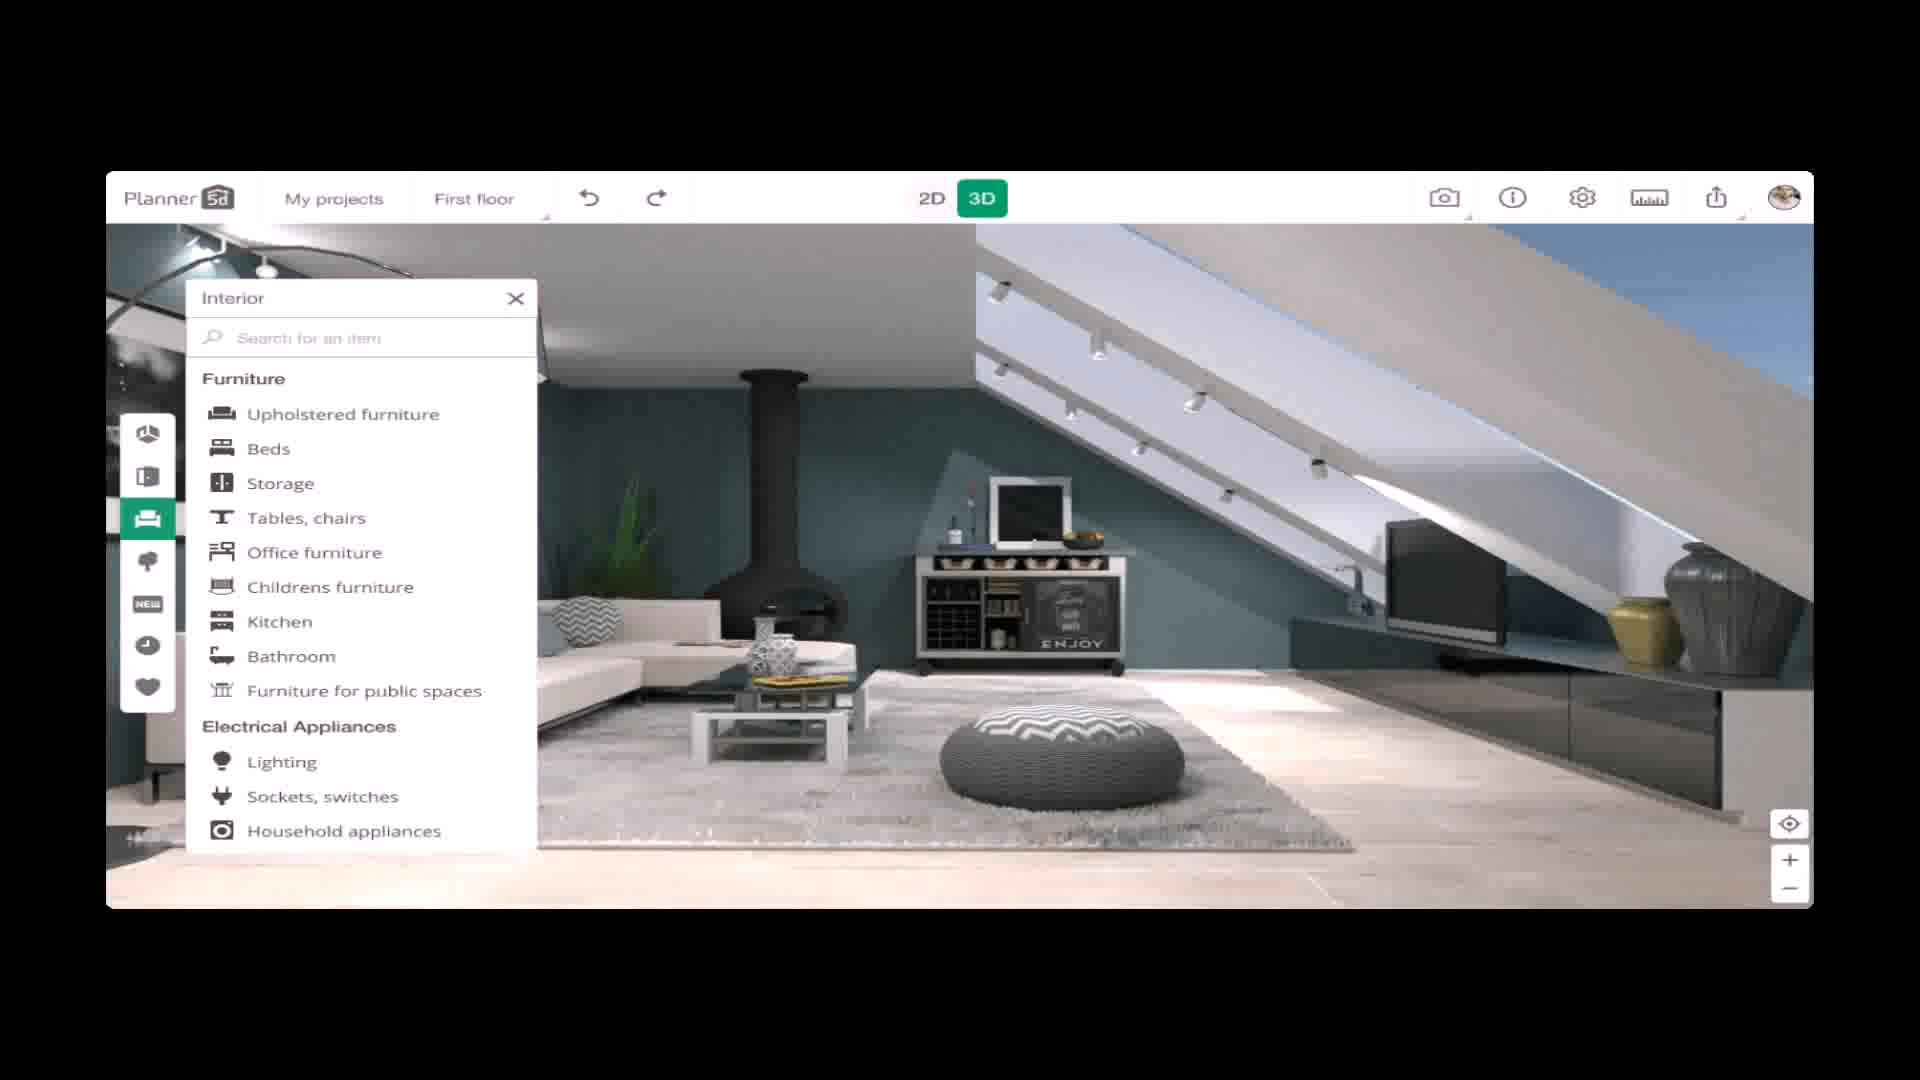 Planner 5d
My projects
First floor
2D
3D
Interior
Search for an item
Furniture
Upholstered furniture
Beds
Storage
Tables, chairs
Office furniture
Childrens furniture
Kitchen
Bathroom
Furniture for public spaces
Electrical Appliances
Lighting
Sockets, switches
Household appliances
NEW
ENJOY